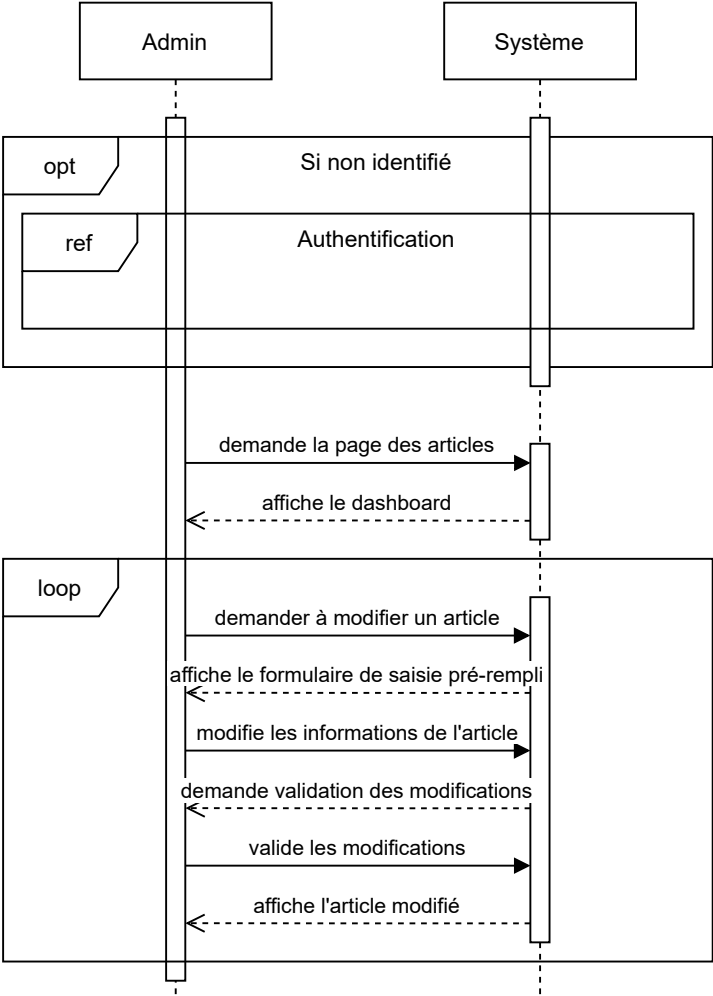 Admin
Système
opt
Si non identifié
ref
Authentification
demande la page des articles
affiche le dashboard
loop
demander à modifier un article
affiche le formulaire de saisie pré-rempli
modifie les informations de l'article
demande validation des modifications
valide les modifications
affiche l'article modifié